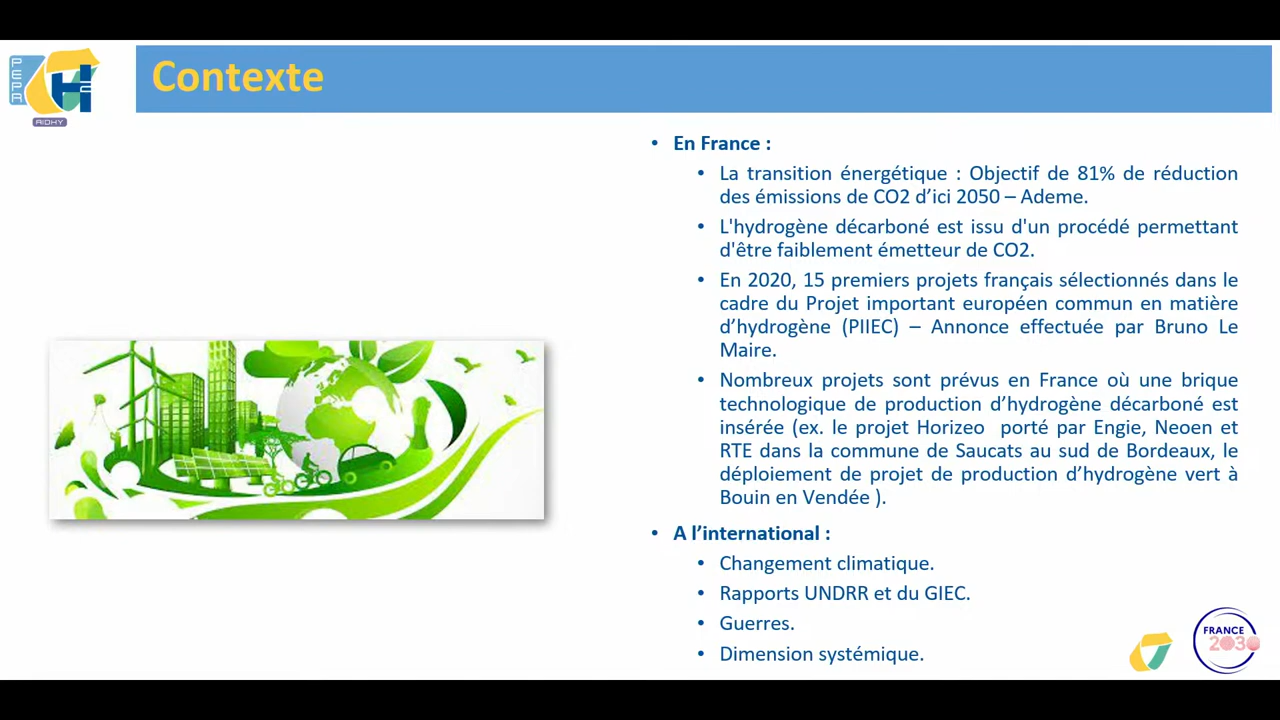 PEPR
H2
RIDHY
Contexte
• En France :
• La transition énergétique : Objectif de 81% de réduction
des émissions de CO2 d’ici 2050 – Ademe.
• L'hydrogène décarboné est issu d'un procédé permettant
d'être faiblement émetteur de CO2.
• En 2020, 15 premiers projets français sélectionnés dans le
cadre du Projet important européen commun en matière
d’hydrogène (PIIEC) – Annonce effectuée par Bruno Le
Maire.
• Nombreux projets sont prévus en France où une brique
technologique de production d’hydrogène décarboné est
insérée (ex. le projet Horizeo porté par Engie, Neoen et
RTE dans la commune de Saucats au sud de Bordeaux, le
déploiement de projet de production d’hydrogène vert à
Bouin en Vendée ).
• A l’international :
• Changement climatique.
• Rapports UNDRR et du GIEC.
• Guerres.
• Dimension systémique.
FRANCE
2030